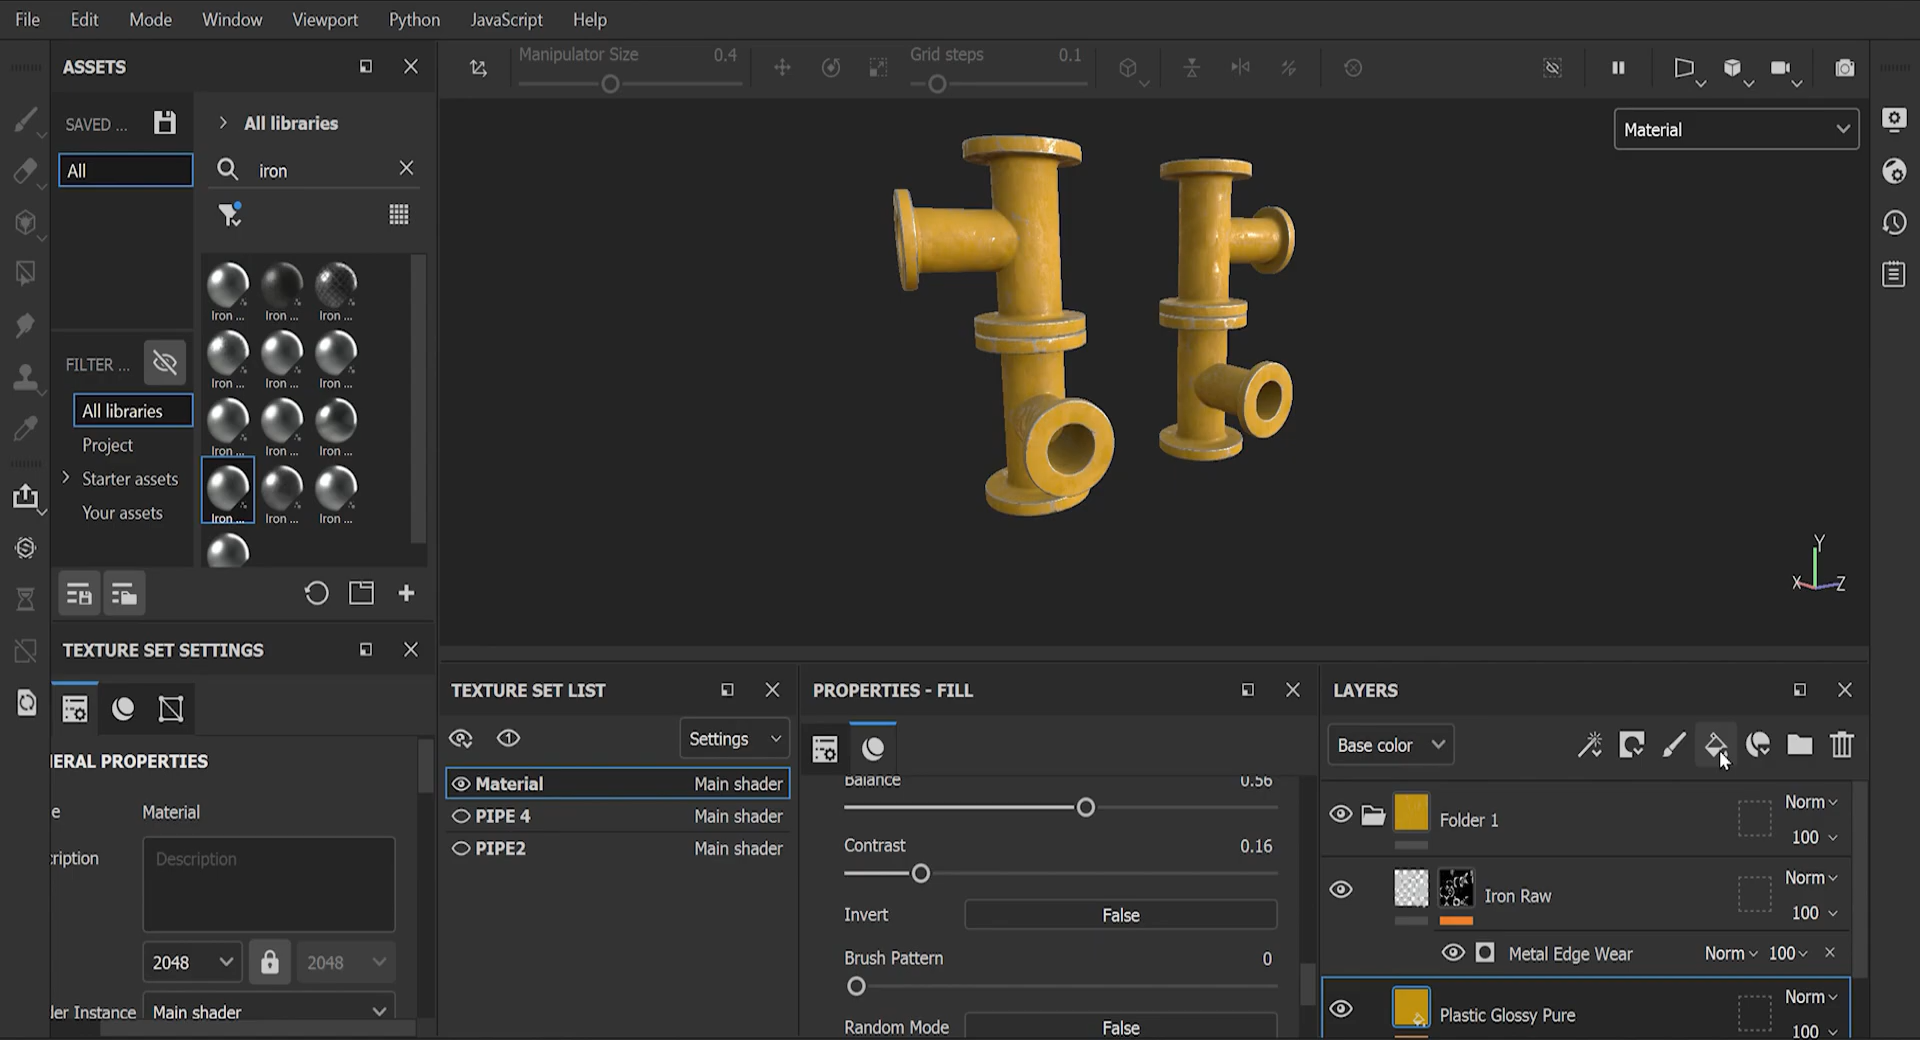 File Edit Mode Window Viewport Python JavaScript Help
ASSETS
SAVED ...
All
All libraries
iron
Iron ... Iron ... Iron ...
Iron ... Iron ... Iron ...
Iron ... Iron ... Iron ...
Iron ... Iron ... Iron ...
FILTER ...
All libraries
Project
Starter assets
Your assets
Manipulator Size 0.4
Grid steps 0.1
Material
Y
X Z
TEXTURE SET SETTINGS
ERAL PROPERTIES
e Material
ription Description
2048 2048
er Instance Main shader
TEXTURE SET LIST
Settings
Material Main shader
PIPE 4 Main shader
PIPE2 Main shader
PROPERTIES - FILL
Balance 0.56
Contrast 0.16
Invert False
Brush Pattern 0
Random Mode False
LAYERS
Base color
Folder 1 Norm
100
Iron Raw Norm
100
Metal Edge Wear Norm 100
Plastic Glossy Pure Norm
100